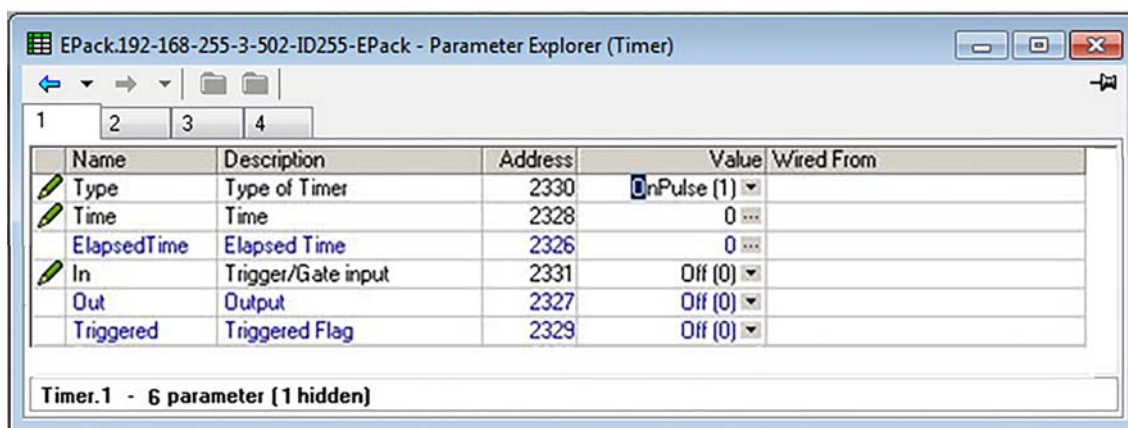 EPack.192-168-255-3-502-ID255-EPack - Parameter Explorer (Timer)
1 2 3 4
Name Description Address Value Wired From
Type Type of Timer 2330 OnPulse (1)
Time Time 2328 0 ...
ElapsedTime Elapsed Time 2326 0 ...
In Trigger/Gate input 2331 Off (0)
Out Output 2327 Off (0)
Triggered Triggered Flag 2329 Off (0)
Timer.1 - 6 parameter (1 hidden)